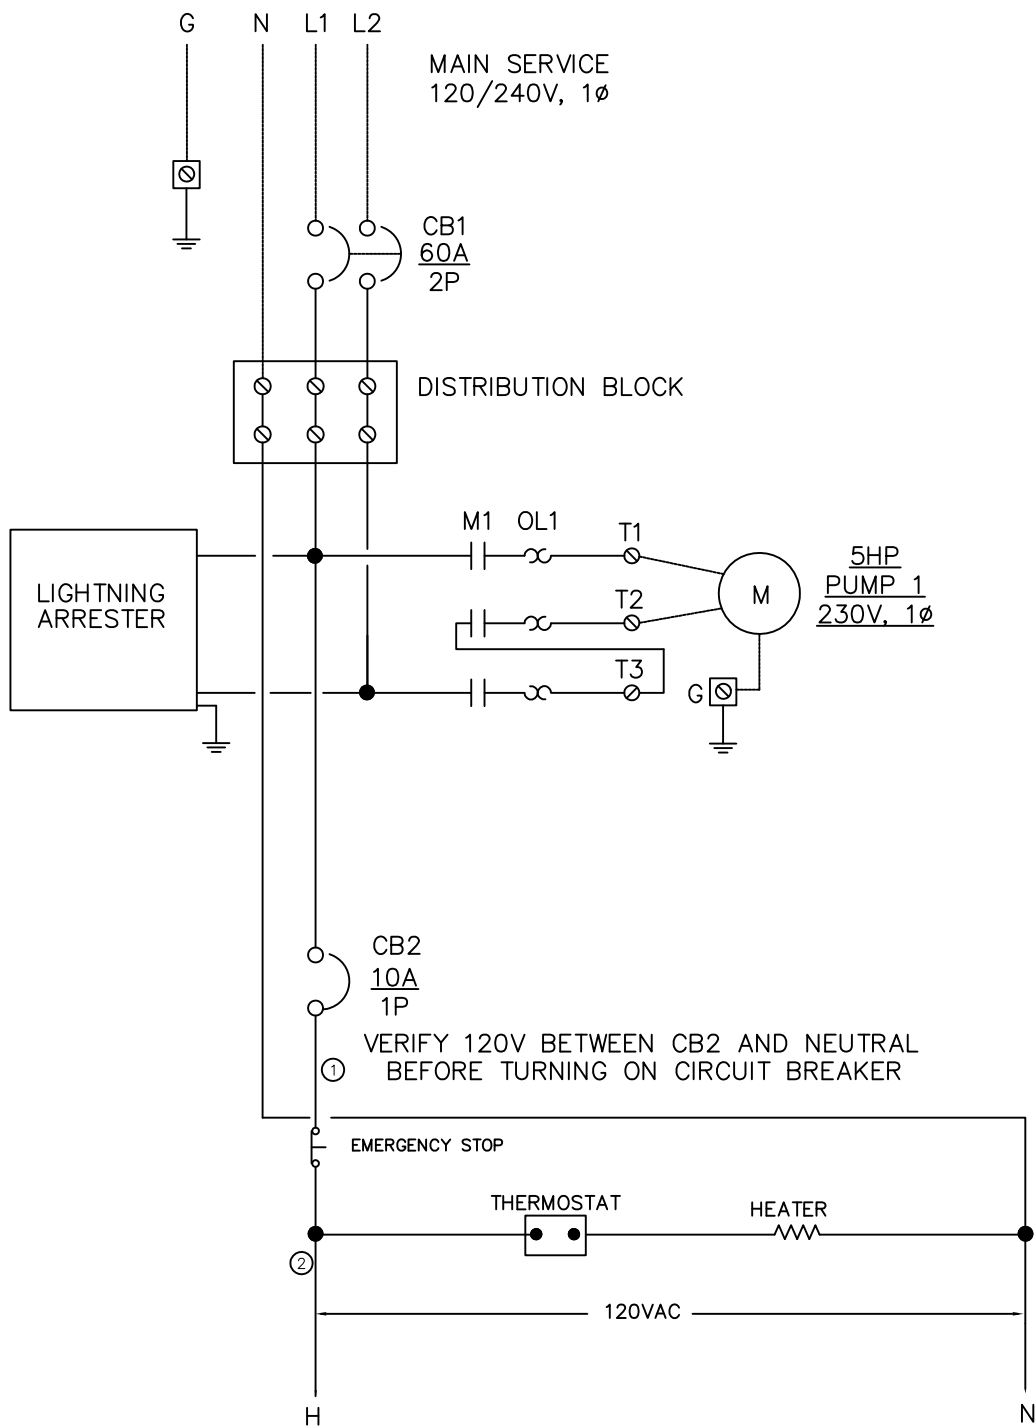 G N L1 L2
MAIN SERVICE
120/240V, 1Ø
CB1
60A
2P
DISTRIBUTION BLOCK
M1 OL1 T1
LIGHTNING
ARRESTER
T2
T3
M
5HP
PUMP 1
230V, 1Ø
G
CB2
10A
1P
VERIFY 120V BETWEEN CB2 AND NEUTRAL
BEFORE TURNING ON CIRCUIT BREAKER
1
EMERGENCY STOP
THERMOSTAT
HEATER
2
120VAC
H N